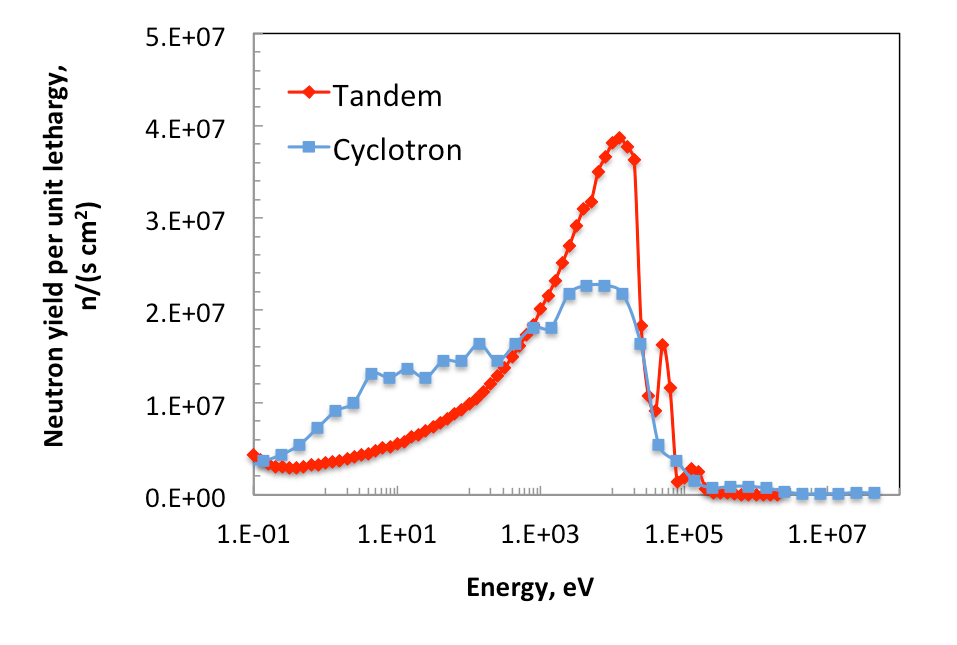 Neutron yield per unit lethargy,
n/(s cm²)
5.E+07
4.E+07
3.E+07
2.E+07
1.E+07
0.E+00
Tandem
Cyclotron
1.E-01 1.E+01 1.E+03 1.E+05 1.E+07
Energy, eV